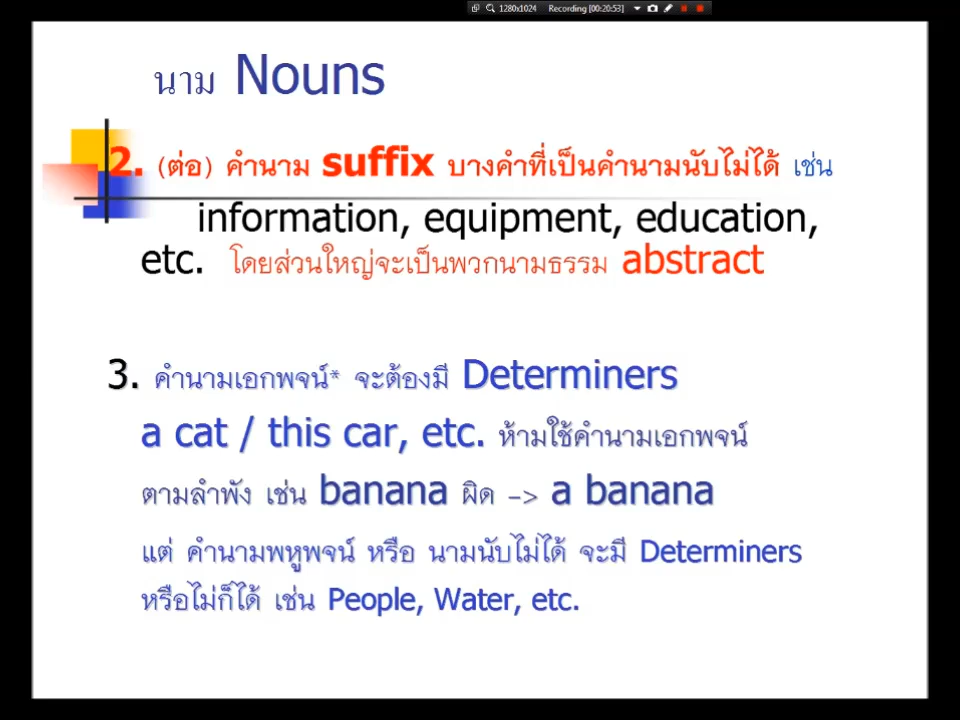 1280x1024 Recording [00:20:53]
นาม Nouns
2. (ต่อ) คำนาม suffix บางคำที่เป็นคำนามนับไม่ได้ เช่น
information, equipment, education,
etc. โดยส่วนใหญ่จะเป็นพวกนามธรรม abstract
3. คำนามเอกพจน์* จะต้องมี Determiners
a cat / this car, etc. ห้ามใช้คำนามเอกพจน์
ตามลำพัง เช่น banana ผิด -> a banana
แต่ คำนามพหูพจน์ หรือ นามนับไม่ได้ จะมี Determiners
หรือไม่ก็ได้ เช่น People, Water, etc.